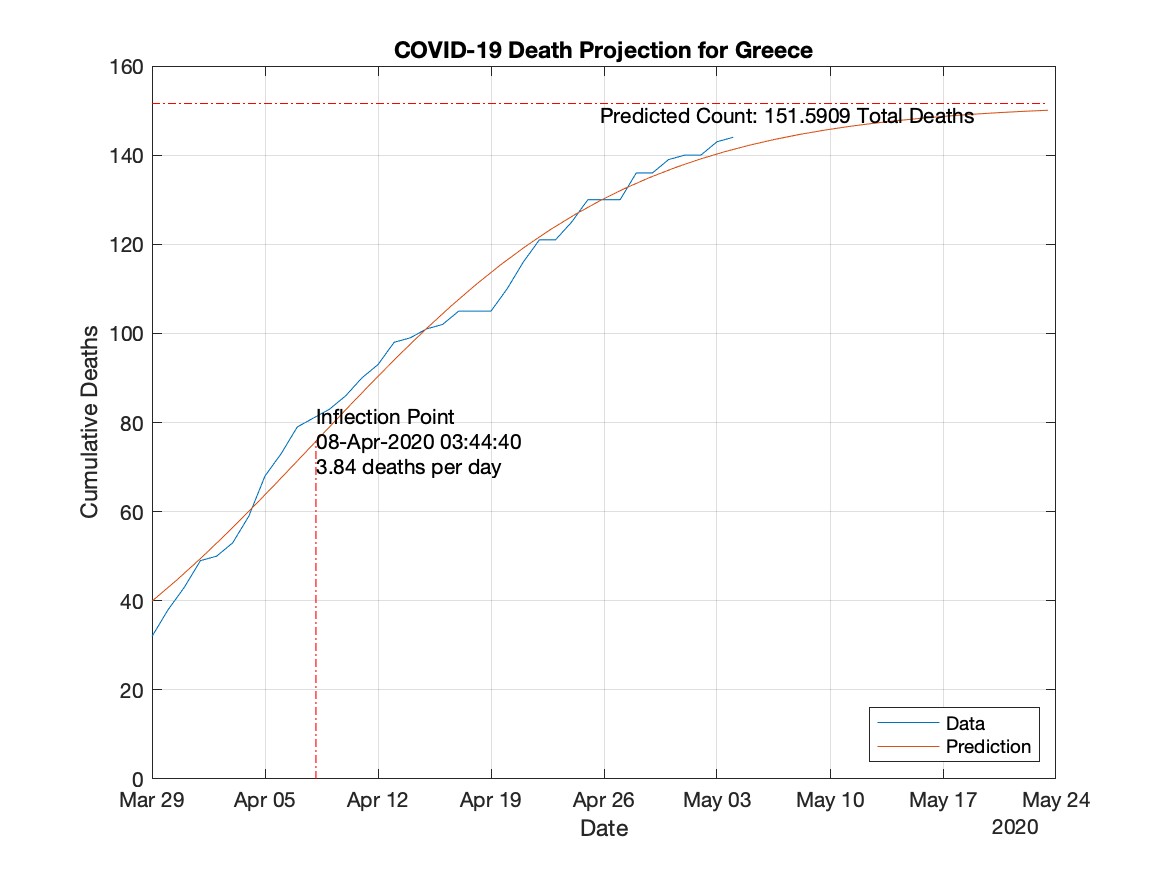 COVID-19 Death Projection for Greece
160
140
120
100
80
60
40
20
0
Cumulative Deaths
Predicted Count: 151.5909 Total Deaths
Inflection Point
08-Apr-2020 03:44:40
3.84 deaths per day
Data
Prediction
Mar 29 Apr 05 Apr 12 Apr 19 Apr 26 May 03 May 10 May 17 May 24
Date
2020